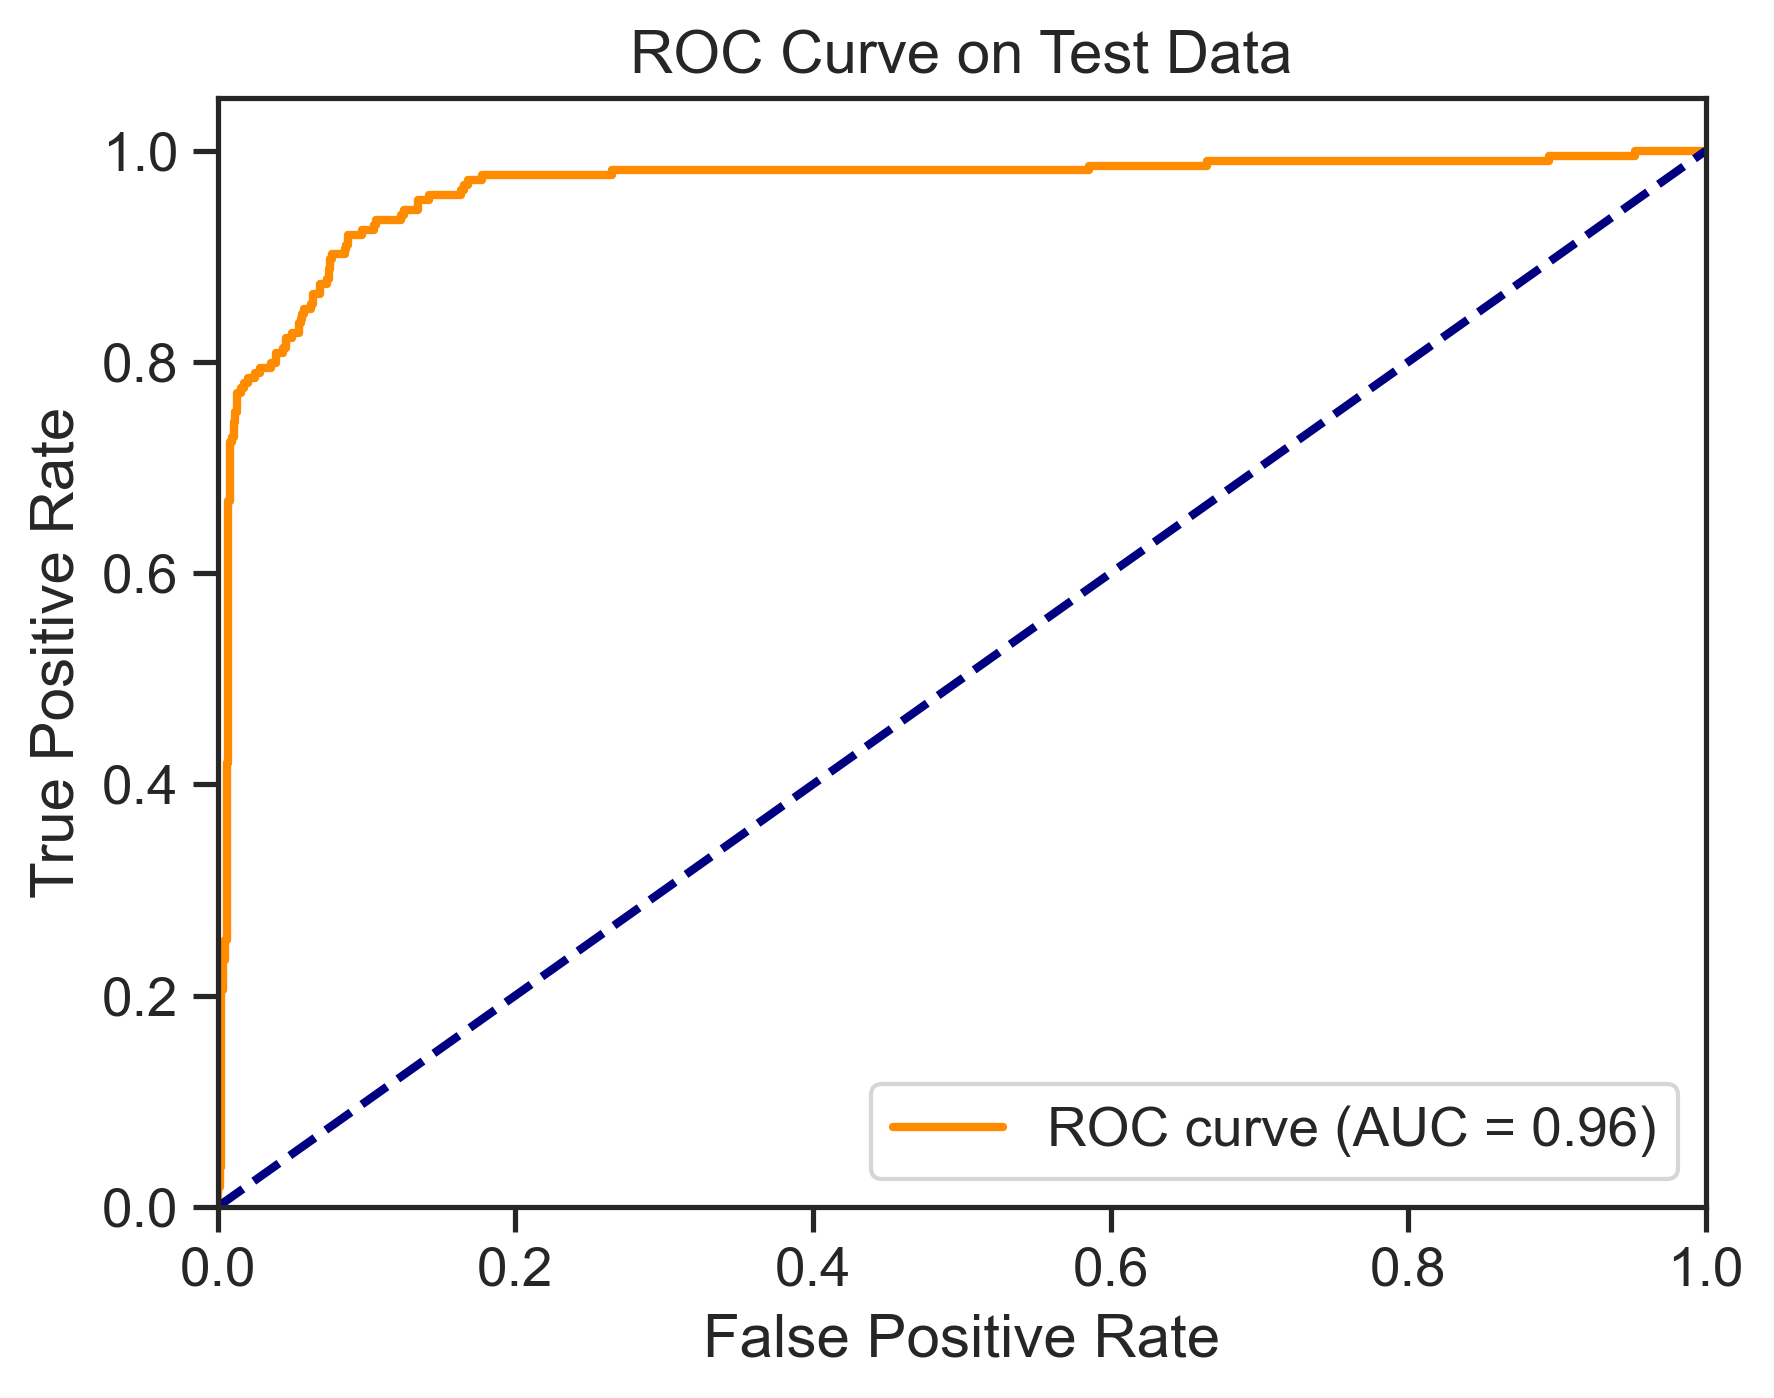 ROC Curve on Test Data
1.0
0.8
0.6
0.4
0.2
0.0
True Positive Rate
ROC curve (AUC = 0.96)
0.0 0.2 0.4 0.6 0.8 1.0
False Positive Rate